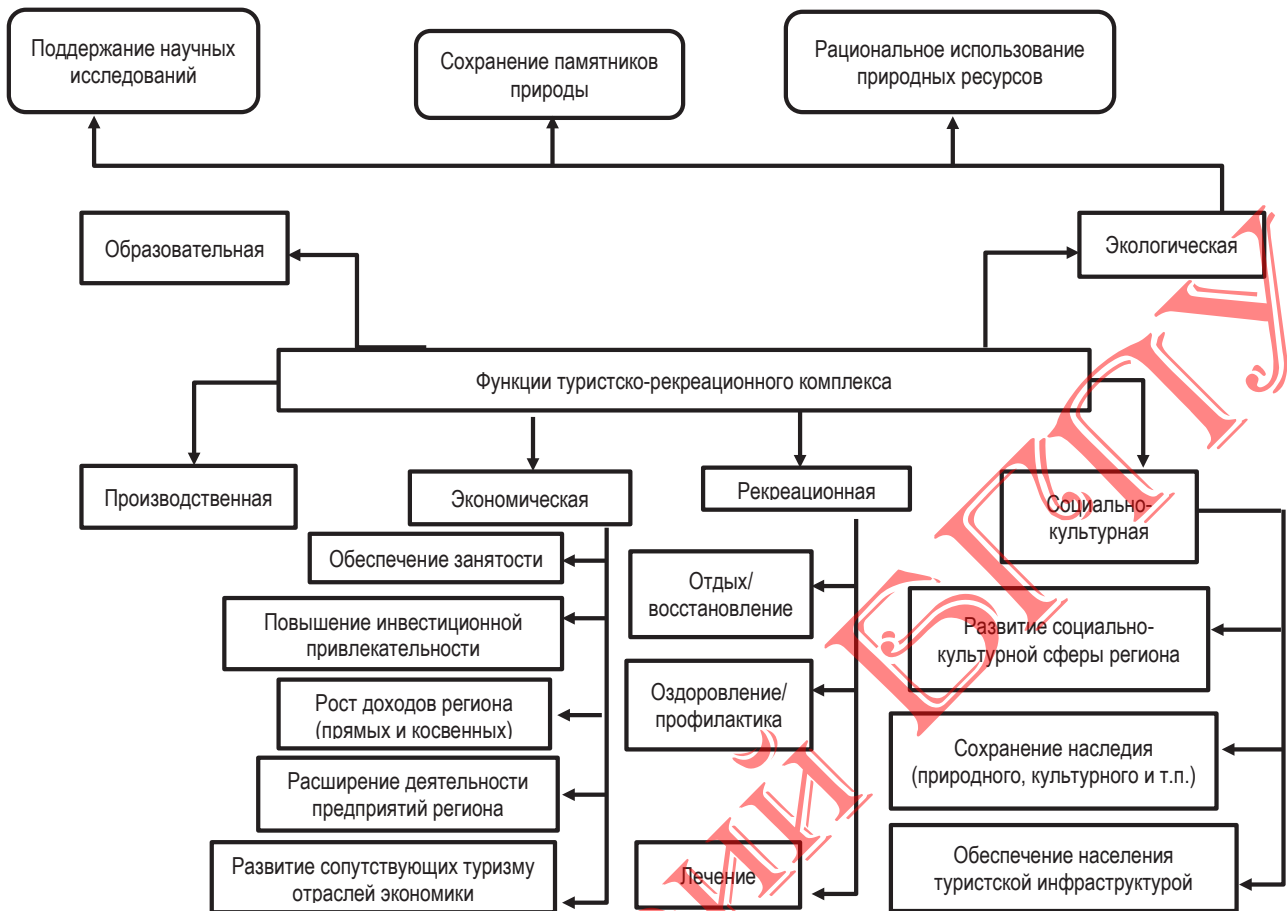 Поддержание научных
исследований
Сохранение памятников
природы
Рациональное использование
природных ресурсов
Образовательная
Экологическая
Функции туристско-рекреационного комплекса
Производственная
Экономическая
Рекреационная
Социально-
культурная
Обеспечение занятости
Повышение инвестиционной
привлекательности
Рост доходов региона
(прямых и косвенных)
Расширение деятельности
предприятий региона
Развитие сопутствующих туризму
отраслей экономики
Отдых/
восстановление
Оздоровление/
профилактика
Лечение
Развитие социально-
культурной сферы региона
Сохранение наследия
(природного, культурного и т.п.)
Обеспечение населения
туристской инфраструктурой
БГПУ